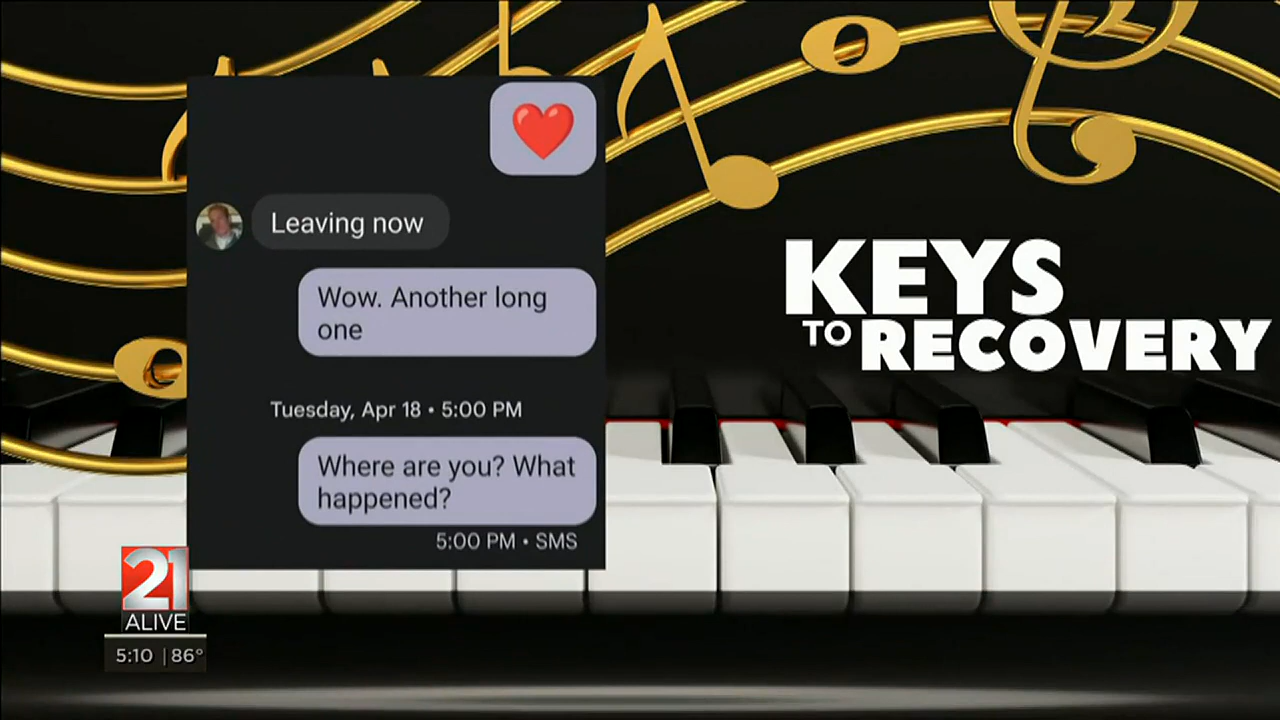 ❤️
Leaving now
Wow. Another long
one
Tuesday, Apr 18 • 5:00 PM
Where are you? What
happened?
5:00 PM • SMS
KEYS
TO RECOVERY
21
ALIVE
5:10 | 86°